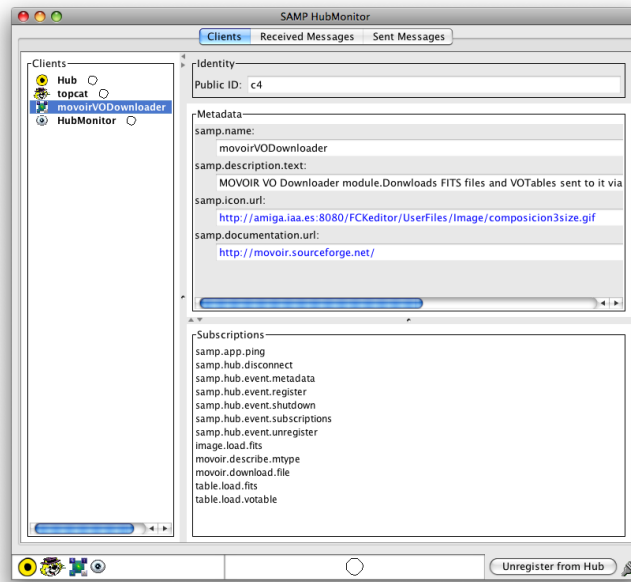 SAMP HubMonitor
Clients Received Messages Sent Messages
Clients
Hub
topcat
movoirVODownloader
HubMonitor
Identity
Public ID: c4
Metadata
samp.name:
movoirVODownloader
samp.description.text:
MOVOIR VO Downloader module.Donwloads FITS files and VOTables sent to it via
samp.icon.url:
http://amiga.iaa.es:8080/FCKeditor/UserFiles/Image/composicion3size.gif
samp.documentation.url:
http://movoir.sourceforge.net/
Subscriptions
samp.app.ping
samp.hub.disconnect
samp.hub.event.metadata
samp.hub.event.register
samp.hub.event.shutdown
samp.hub.event.subscriptions
samp.hub.event.unregister
image.load.fits
movoir.describe.mtype
movoir.download.file
table.load.fits
table.load.votable
Unregister from Hub